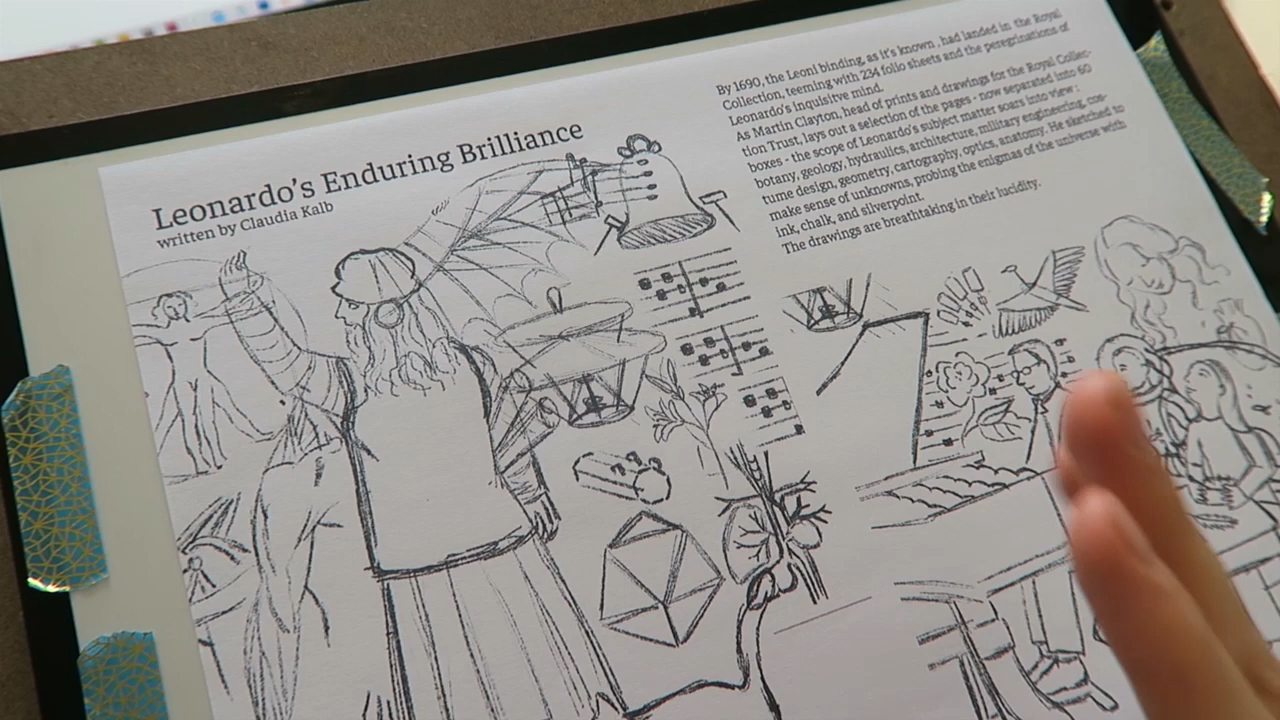 Leonardo's Enduring Brilliance
written by Claudia Kalb
By 1690, the Leoni binding, as it's known , had landed in the Royal
Collection, teeming with 234 folio sheets and the peregrinations of
Leonardo's inquisitve mind.
As Martin Clayton, head of prints and drawings for the Royal Collec-
tion Trust, lays out a selection of the pages - now separated into 60
boxes - the scope of Leonardo's subject matter soars into view :
botany, geology, hydraulics, architecture, military engineering, cos-
tume design, geometry, cartography, optics, anatomy. He sketched to
make sense of unknowns, probing the enigmas of the universe with
ink, chalk, and silverpoint.
The drawings are breathtaking in their lucidity.